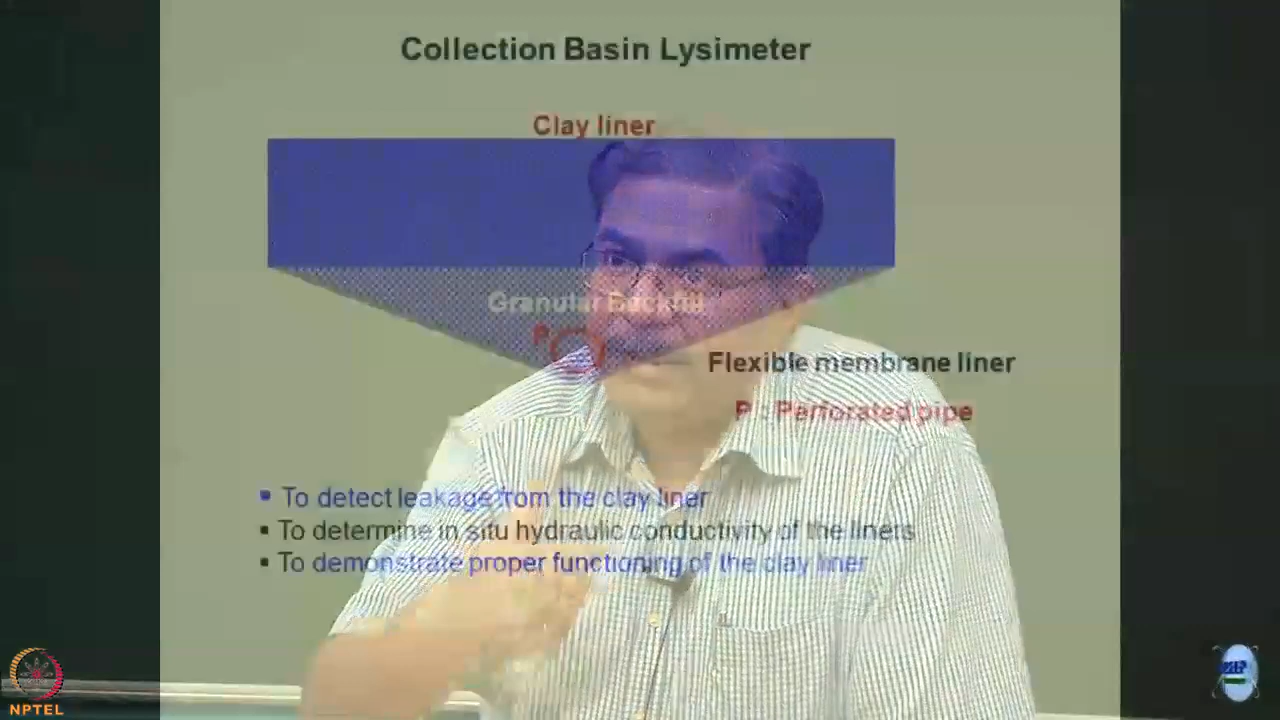 Collection Basin Lysimeter
Clay liner
Granular Backfill
P
Flexible membrane liner
P : Perforated pipe
▪ To detect leakage from the clay liner
▪ To determine in situ hydraulic conductivity of the liners
▪ To demonstrate proper functioning of the clay liner
NPTEL